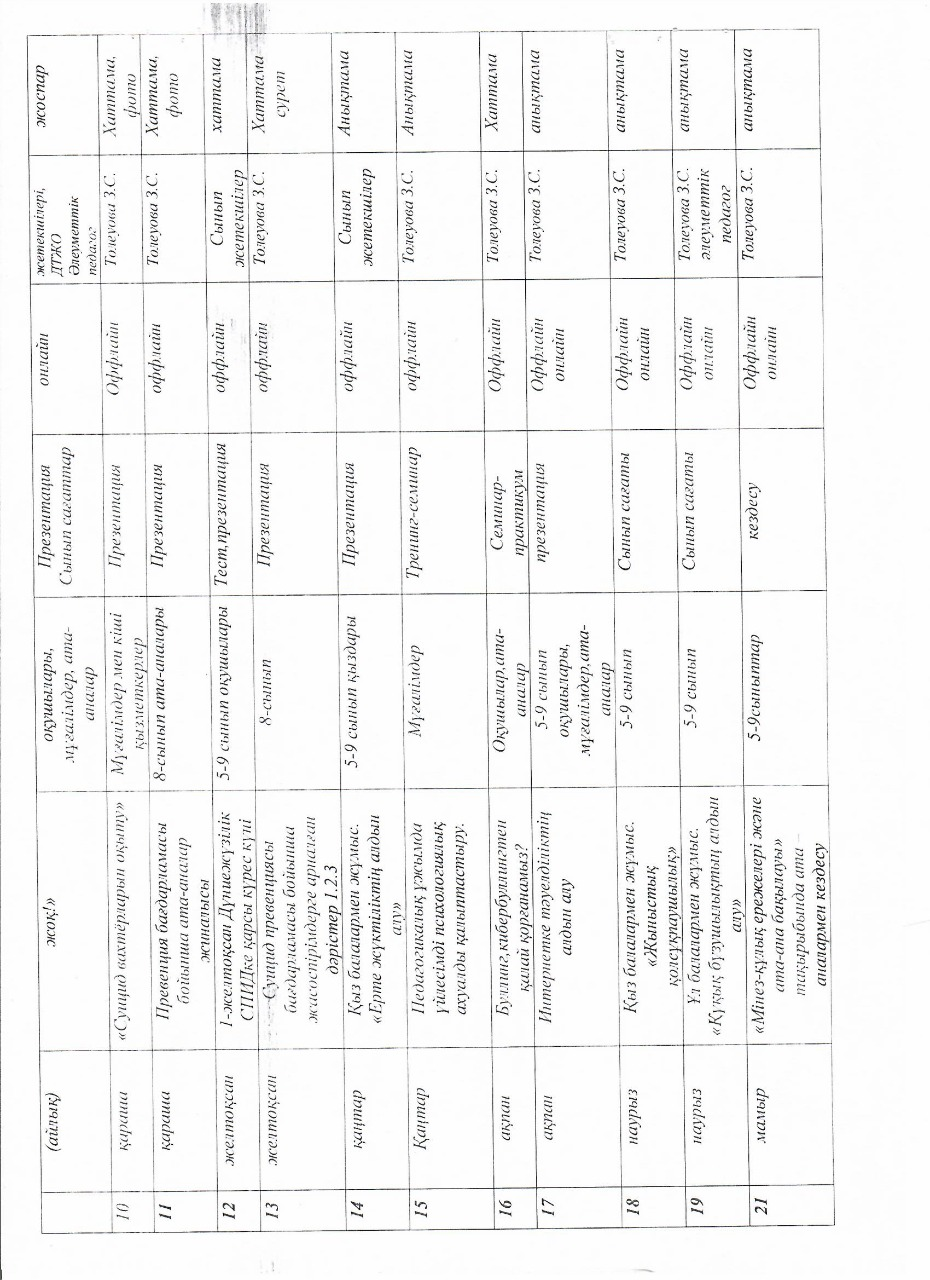 (айлық)
жоқ!»
оқушылары,
мұғалімдер, ата-
аналар
Презентация
Сынып сағаттар
онлайн
жетекшілері,
ДТЖО
Әлеуметтік
педагог
жоспар
10
қараша
«Суицид вахтерларын оқыту»
Мұғалімдер мен кіші
қызметкерлер
Презентация
Оффлайн
Толеуова З.С.
Хаттама,
фото
11
қараша
Превенция бағдарламасы
бойынша ата-аналар
жиналысы
8-сынып ата-аналары
Презентация
оффлайн
Толеуова З.С.
Хаттама,
фото
12
желтоқсан
1-желтоқсан Дүниежүзілік
СПИДке қарсы күрес күні
5-9 сынып оқушылары
Тест,презентация
оффлайн
Сынып
жетекшілер
хаттама
13
желтоқсан
Суицид превенциясы
бағдарламасы бойынша
жасөспірімдерге арналған
дәрістер 1.2.3
8-сынып
Презентация
оффлайн
Толеуова З.С.
Хаттама
сурет
14
қаңтар
Қыз балалармен жұмыс.
«Ерте жүктіліктің алдын
алу»
5-9 сынып қыздары
Презентация
оффлайн
Сынып
жетекшілер
Анықтама
15
Қаңтар
Педагогикалық ұжымда
үйлесімді психологиялық
ахуалды қалыптастыру.
Мұғалімдер
Тренинг-семинар
оффлайн
Толеуова З.С.
Анықтама
16
ақпан
Буллинг,кибербуллингтен
қалай қорғанамыз?
Оқушылар,ата-
аналар
Семинар-
практикум
Оффлайн
Толеуова З.С.
Хаттама
17
ақпан
Интернетке тәуелділіктің
алдын алу
5-9 сынып
оқушылары,
мұғалімдер,ата-
аналар
презентация
Оффлайн
онлайн
Толеуова З.С.
анықтама
18
наурыз
Қыз балалармен жұмыс.
«Жыныстық
қолсұқпаушылық»
5-9 сынып
Сынып сағаты
Оффлайн
онлайн
Толеуова З.С.
анықтама
19
наурыз
Ұл балалармен жұмыс.
«Құқық бұзушылықтың алдын
алу»
5-9 сынып
Сынып сағаты
Оффлайн
онлайн
Толеуова З.С.
әлеуметтік
педагог
анықтама
21
мамыр
«Мінез-құлық ережелері және
ата-ана бақылауы»
тақырыбында ата
аналармен кездесу
5-9сыныптар
кездесу
Оффлайн
онлайн
Толеуова З.С.
анықтама